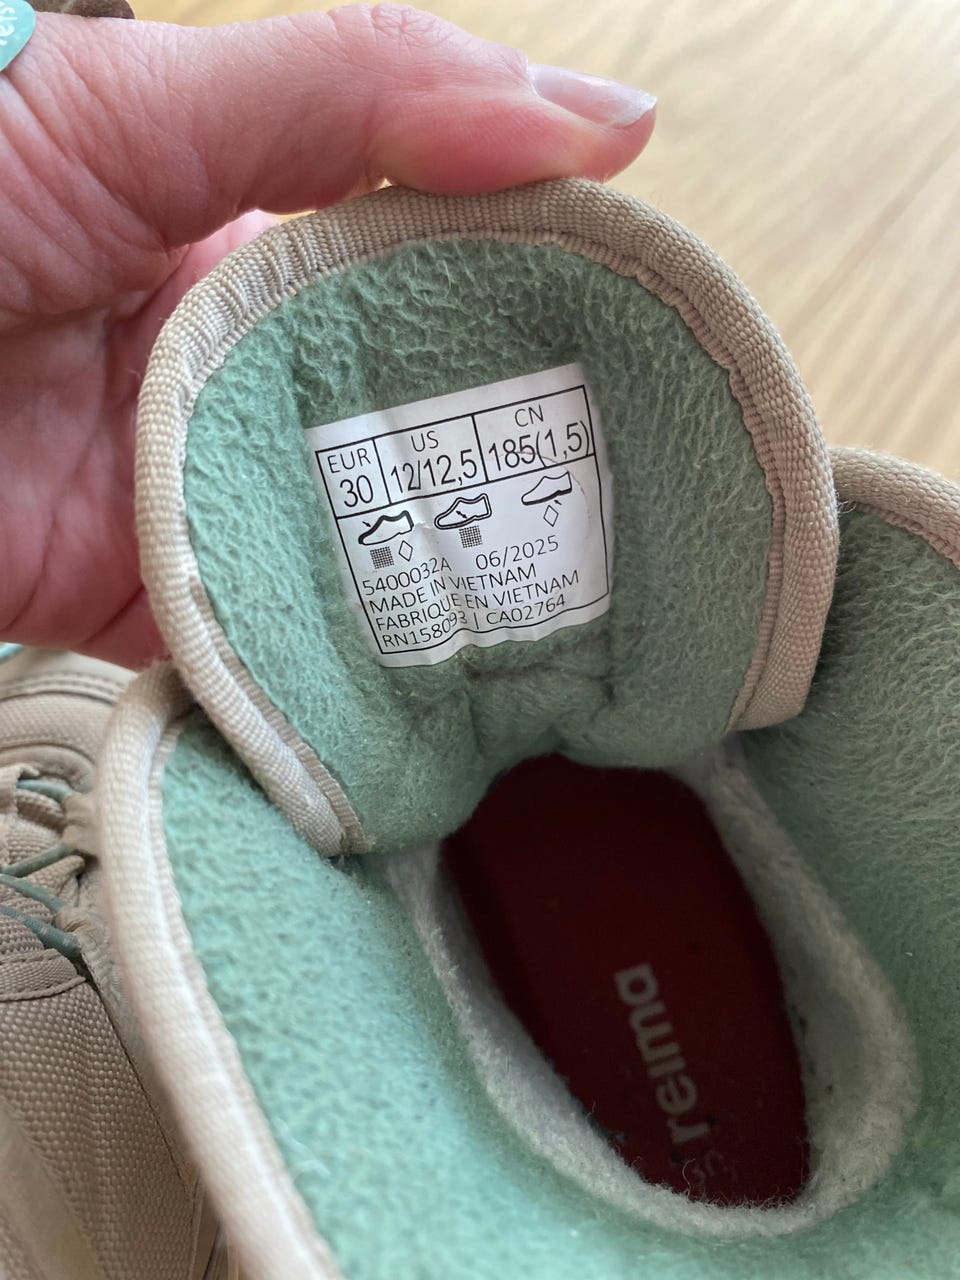 EUR US CN
30 12/12,5 185(1,5)
5400032A 06/2025
MADE IN VIETNAM
FABRIQUE EN VIETNAM
RN158093 | CA02764
reima